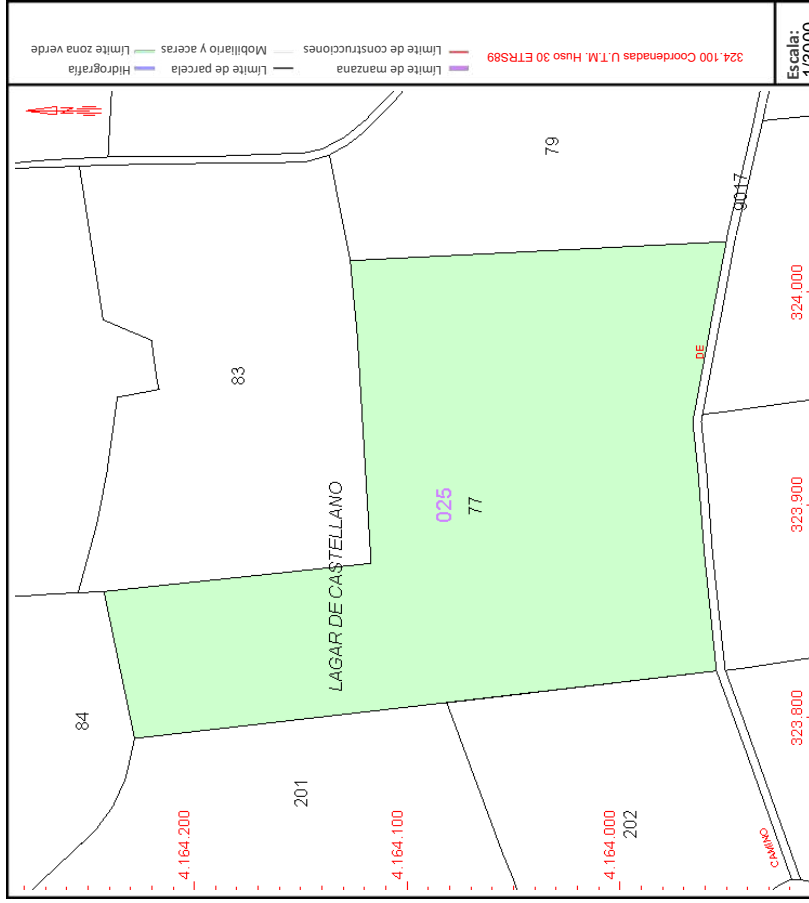 Límite de manzana
Límite de construcciones
Límite de parcela
Mobiliario y aceras
Hidrografía
Límite zona verde
324.100 Coordenadas U.T.M. Huso 30 ETRS89
Escala:
1/2000
79
9017
83
DE
324.000
LAGAR DE CASTELLANO
025
77
323.900
84
201
202
323.800
CAMINO
4.164.200
4.164.100
4.164.000